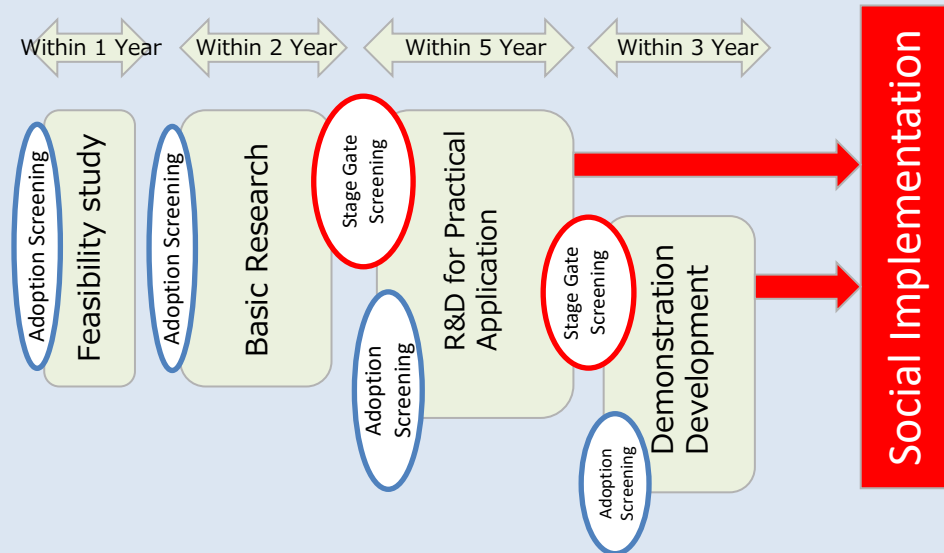 Within 1 Year
Within 2 Year
Within 5 Year
Within 3 Year
Adoption Screening
Feasibility study
Adoption Screening
Basic Research
Stage Gate
Screening
Adoption
Screening
R&D for Practical
Application
Stage Gate
Screening
Adoption
Screening
Demonstration
Development
Social Implementation